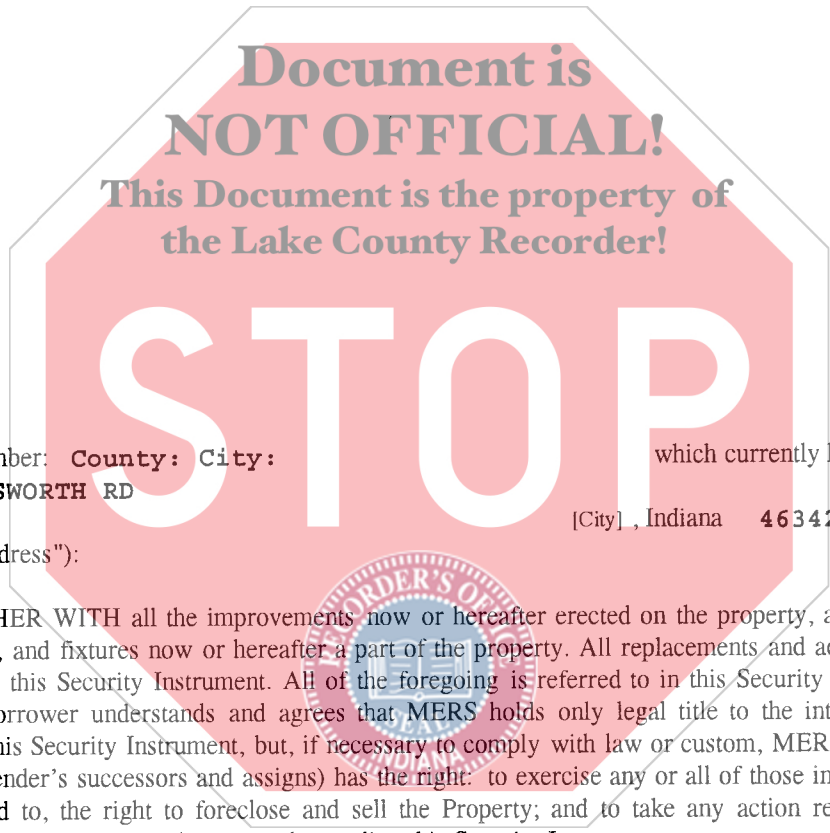 Document is
NOT OFFICIAL!
This Document is the property of
the Lake County Recorder!
STOP
mber: County: City: which currently
SWORTH RD
[City] , Indiana 46342
dress"):
HER WITH all the improvements now or hereafter erected on the property,
, and fixtures now or hereafter a part of the property. All replacements and
this Security Instrument. All of the foregoing is referred to in this Security
orrower understands and agrees that MERS holds only legal title to the
his Security Instrument, but, if necessary to comply with law or custom, MER
ender's successors and assigns) has the right: to exercise any or all of those
d to, the right to foreclose and sell the Property; and to take any action
RECORDER'S OFFICE
SEAL
INDIANA